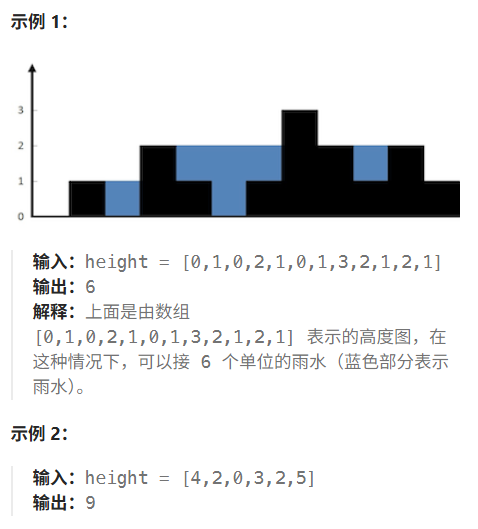 示例 1：
3
2
1
0
输入：height = [0,1,0,2,1,0,1,3,2,1,2,1]
输出：6
解释：上面是由数组
[0,1,0,2,1,0,1,3,2,1,2,1] 表示的高度图，在
这种情况下，可以接 6 个单位的雨水（蓝色部分表示
雨水）。
示例 2：
输入：height = [4,2,0,3,2,5]
输出：9